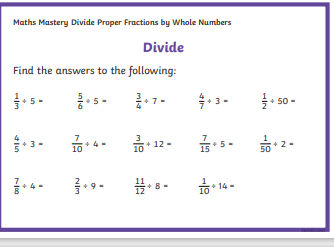 Maths Mastery Divide Proper Fractions by Whole Numbers
Divide
Find the answers to the following:
1/3 ÷ 5 = 5/6 ÷ 5 = 3/4 ÷ 7 = 4/7 ÷ 3 = 1/2 ÷ 50 =
4/5 ÷ 3 = 7/10 ÷ 4 = 3/10 ÷ 12 = 7/15 ÷ 5 = 1/50 ÷ 2 =
7/8 ÷ 4 = 2/3 ÷ 9 = 11/12 ÷ 8 = 1/10 ÷ 14 =